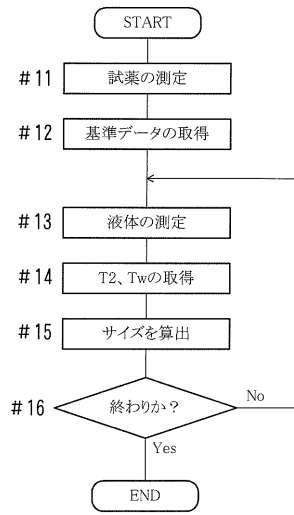 START
#11 試薬の測定
#12 基準データの取得
#13 液体の測定
#14 T2、Twの取得
#15 サイズを算出
#16 終わりか？ No
Yes
END